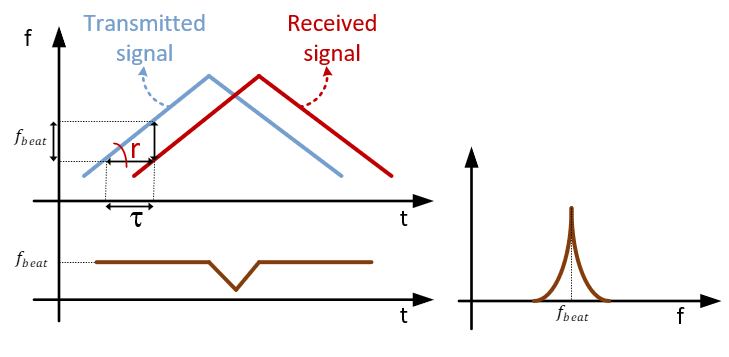 Transmitted
signal
Received
signal
f
f_beat
r
τ
t
f_beat
t
f_beat
f